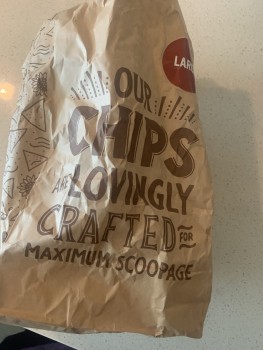 OUR
CHIPS
ARE LOVINGLY
CRAFTED FOR
MAXIMUM SCOOPAGE